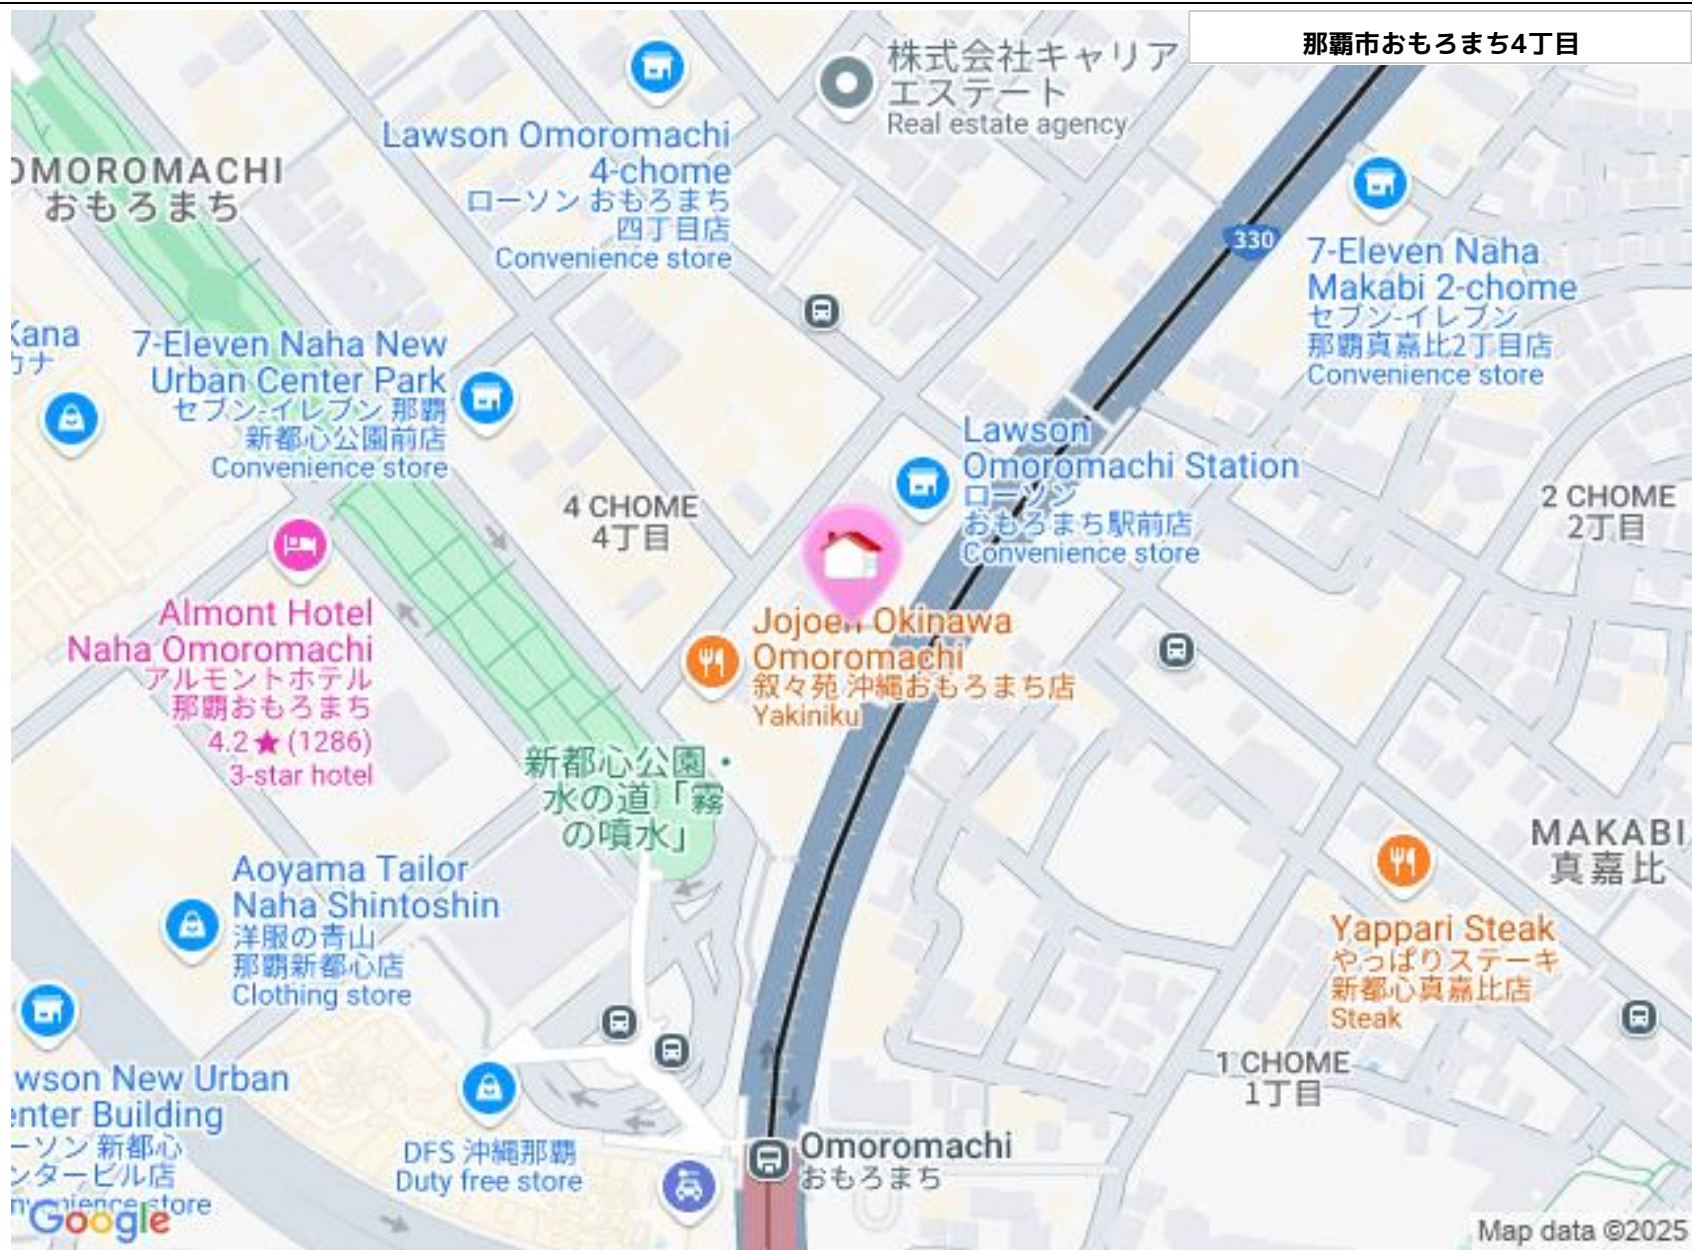 那覇市おもろまち4丁目
株式会社キャリア
エステート
Real estate agency
Lawson Omoromachi
4-chome
ローソン おもろまち
四丁目店
Convenience store
OMOROMACHI
おもろまち
330
7-Eleven Naha
Makabi 2-chome
セブン-イレブン
那覇真嘉比2丁目店
Convenience store
Kana
カナ
7-Eleven Naha New
Urban Center Park
セブン-イレブン 那覇
新都心公園前店
Convenience store
Lawson
Omoromachi Station
ローソン
おもろまち駅前店
Convenience store
4 CHOME
4丁目
2 CHOME
2丁目
Almont Hotel
Naha Omoromachi
アルモントホテル
那覇おもろまち
4.2★(1286)
3-star hotel
Jojoen Okinawa
Omoromachi
叙々苑 沖縄おもろまち店
Yakiniku
新都心公園・
水の道「霧
の噴水」
MAKABI
真嘉比
Aoyama Tailor
Naha Shintoshin
洋服の青山
那覇新都心店
Clothing store
Yappari Steak
やっぱりステーキ
新都心真嘉比店
Steak
1 CHOME
1丁目
wson New Urban
enter Building
ーソン 新都心
ンタービル店
nvenience store
DFS 沖縄那覇
Duty free store
Omoromachi
おもろまち
Google
Map data ©2025